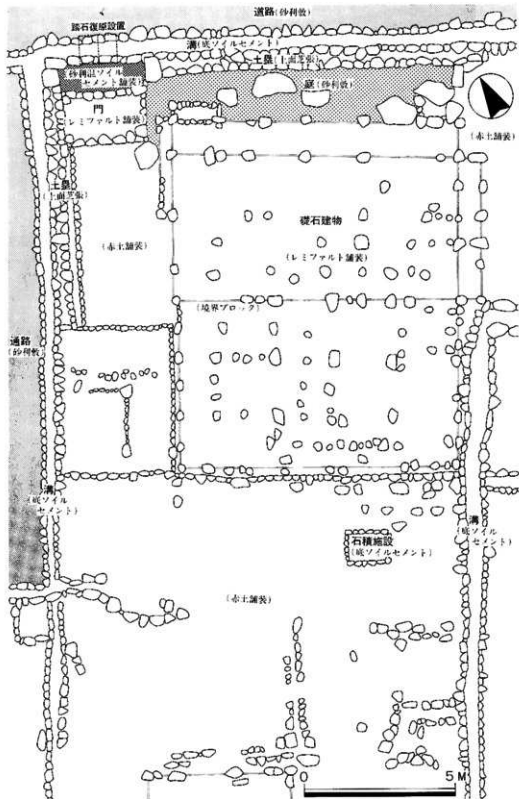 道路(砂利敷)
踏石復原設置
溝(底ソイルセメント)
土塁(上面芝張)
(砂利混ソイル
セメント舗装)
庭(砂利敷)
門
(レミファルト舗装)
(赤土舗装)
土塁
(上面芝張)
礎石建物
(赤土舗装)
(レミファルト舗装)
(境界ブロック)
通路
(砂利敷)
溝
(底ソイル
セメント)
石積施設
(底ソイルセメント)
溝
(底ソイル
セメント)
(赤土舗装)
0 5M